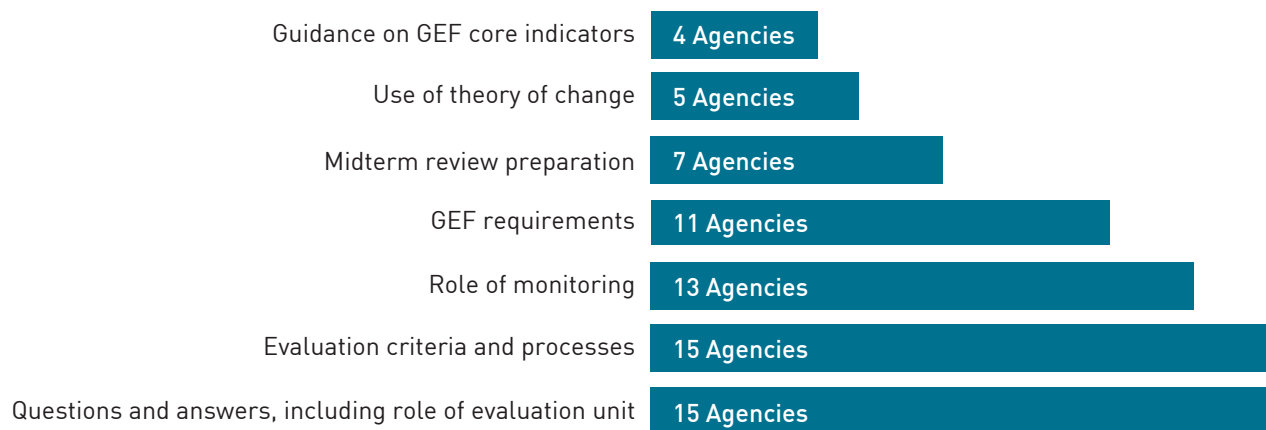 Guidance on GEF core indicators 4 Agencies
Use of theory of change 5 Agencies
Midterm review preparation 7 Agencies
GEF requirements 11 Agencies
Role of monitoring 13 Agencies
Evaluation criteria and processes 15 Agencies
Questions and answers, including role of evaluation unit 15 Agencies